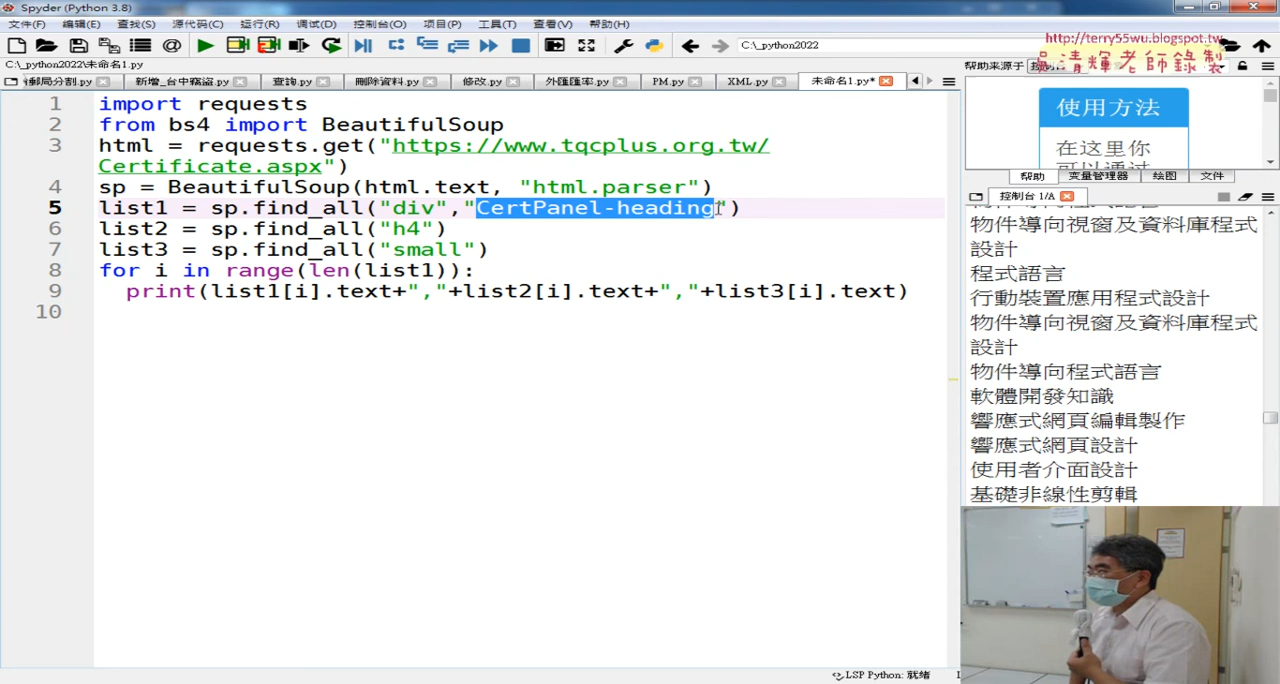 Spyder (Python 3.8)
文件(F) 编辑(E) 查找(S) 源代码(C) 运行(R) 调试(D) 控制台(O) 项目(P) 工具(T) 查看(V) 帮助(H)
C:\_python2022
http://terry55wu.blogspot.tw
吳清輝老師錄製
C:\_python2022\未命名1.py
帮助来源于
郵局分割.py 新增_台中竊盜.py 查詢.py 刪除資料.py 修改.py 外匯匯率.py PM.py XML.py 未命名1.py*
1 import requests
2 from bs4 import BeautifulSoup
3 html = requests.get("https://www.tqcplus.org.tw/
Certificate.aspx")
4 sp = BeautifulSoup(html.text, "html.parser")
5 list1 = sp.find_all("div","CertPanel-heading")
6 list2 = sp.find_all("h4")
7 list3 = sp.find_all("small")
8 for i in range(len(list1)):
9 print(list1[i].text+","+list2[i].text+","+list3[i].text)
10
使用方法
在这里你
帮助 变量管理器 绘图 文件
控制台 1/A
物件導向視窗及資料庫程式
設計
程式語言
行動裝置應用程式設計
物件導向視窗及資料庫程式
設計
物件導向程式語言
軟體開發知識
響應式網頁編輯製作
響應式網頁設計
使用者介面設計
基礎非線性剪輯
LSP Python: 就绪